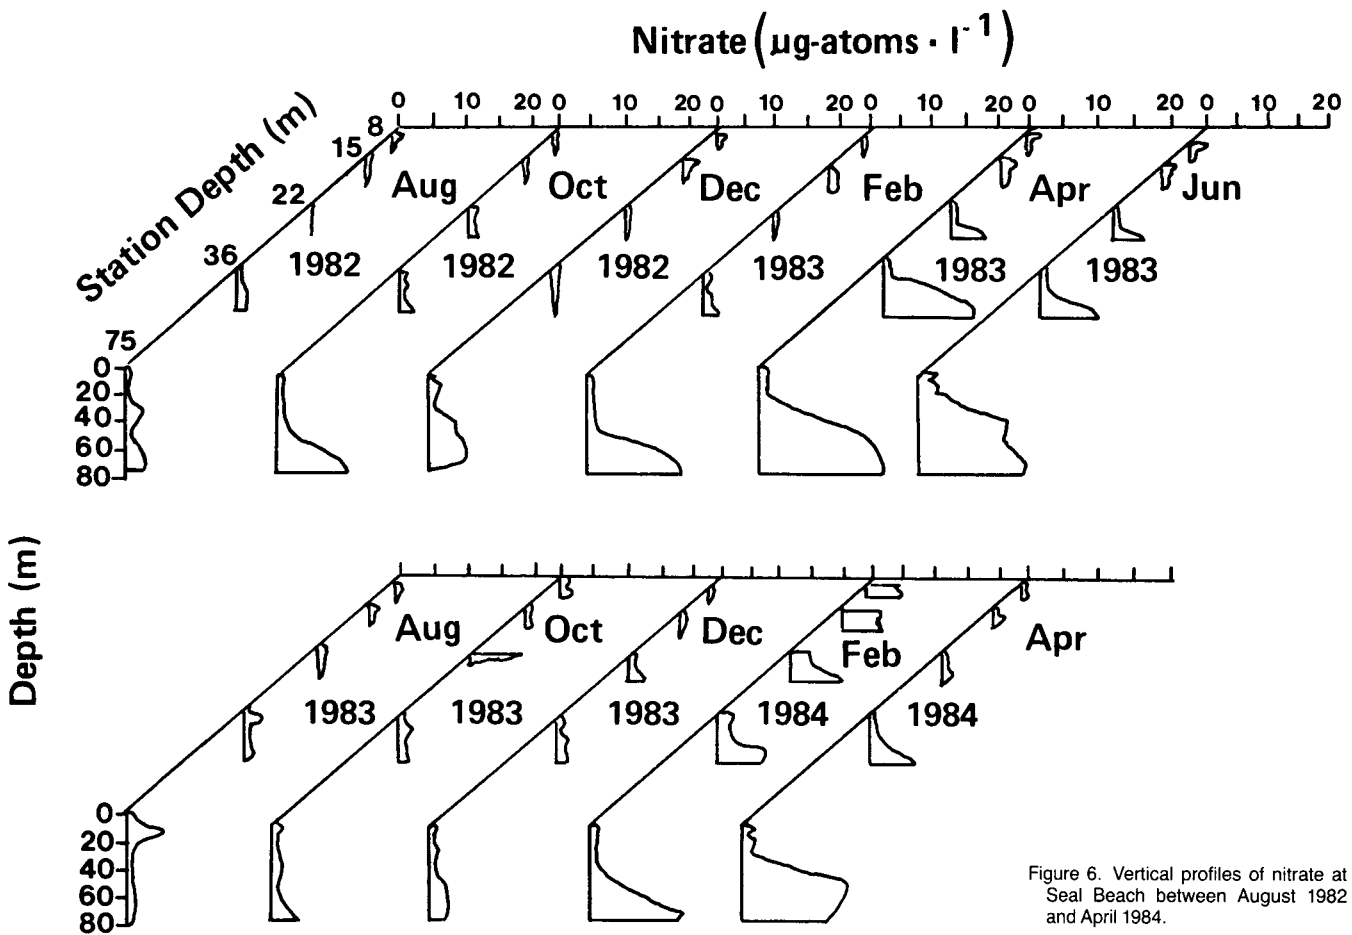 Nitrate (µg-atoms · l⁻¹)
0 10 20 0 10 20 0 10 20 0 10 20 0 10 20 0 10 20
Station Depth (m)
8
15
22
36
75
Aug Oct Dec Feb Apr Jun
1982 1982 1982 1983 1983 1983
0
20
40
60
80
Depth (m)
Aug Oct Dec Feb Apr
1983 1983 1983 1984 1984
0
20
40
60
80
Figure 6. Vertical profiles of nitrate at
Seal Beach between August 1982
and April 1984.